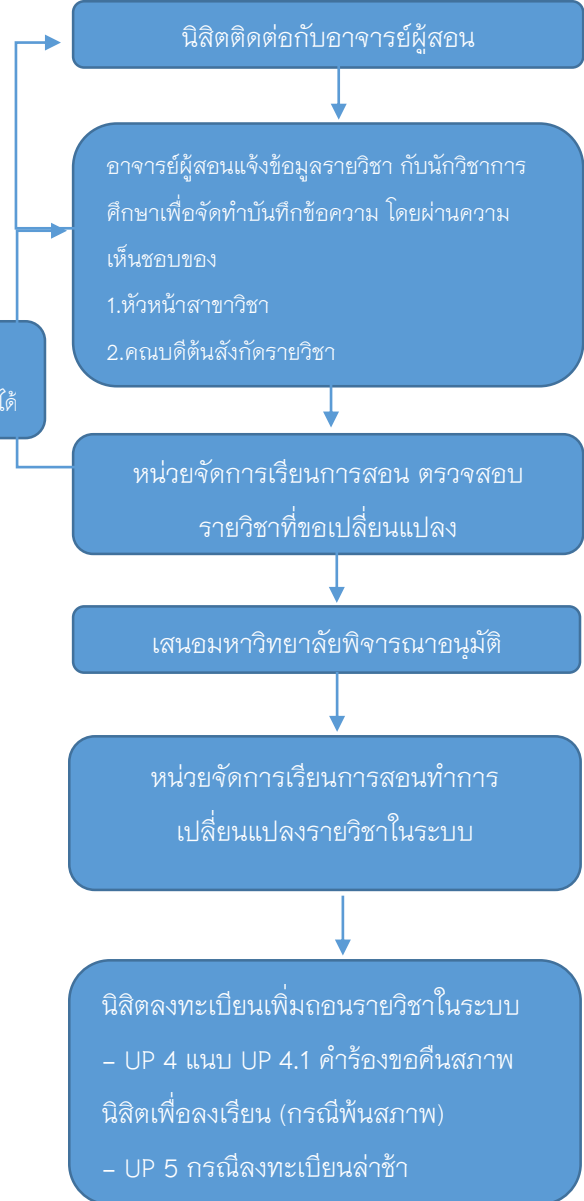 นิสิตติดต่อกับอาจารย์ผู้สอน
อาจารย์ผู้สอนแจ้งข้อมูลรายวิชา กับนักวิชาการ
ศึกษาเพื่อจัดทำบันทึกข้อความ โดยผ่านความ
เห็นชอบของ
1.หัวหน้าสาขาวิชา
2.คณบดีต้นสังกัดรายวิชา
ได้
หน่วยจัดการเรียนการสอน ตรวจสอบ
รายวิชาที่ขอเปลี่ยนแปลง
เสนอมหาวิทยาลัยพิจารณาอนุมัติ
หน่วยจัดการเรียนการสอนทำการ
เปลี่ยนแปลงรายวิชาในระบบ
นิสิตลงทะเบียนเพิ่มถอนรายวิชาในระบบ
– UP 4 แนบ UP 4.1 คำร้องขอคืนสภาพ
นิสิตเพื่อลงเรียน (กรณีพ้นสภาพ)
– UP 5 กรณีลงทะเบียนล่าช้า